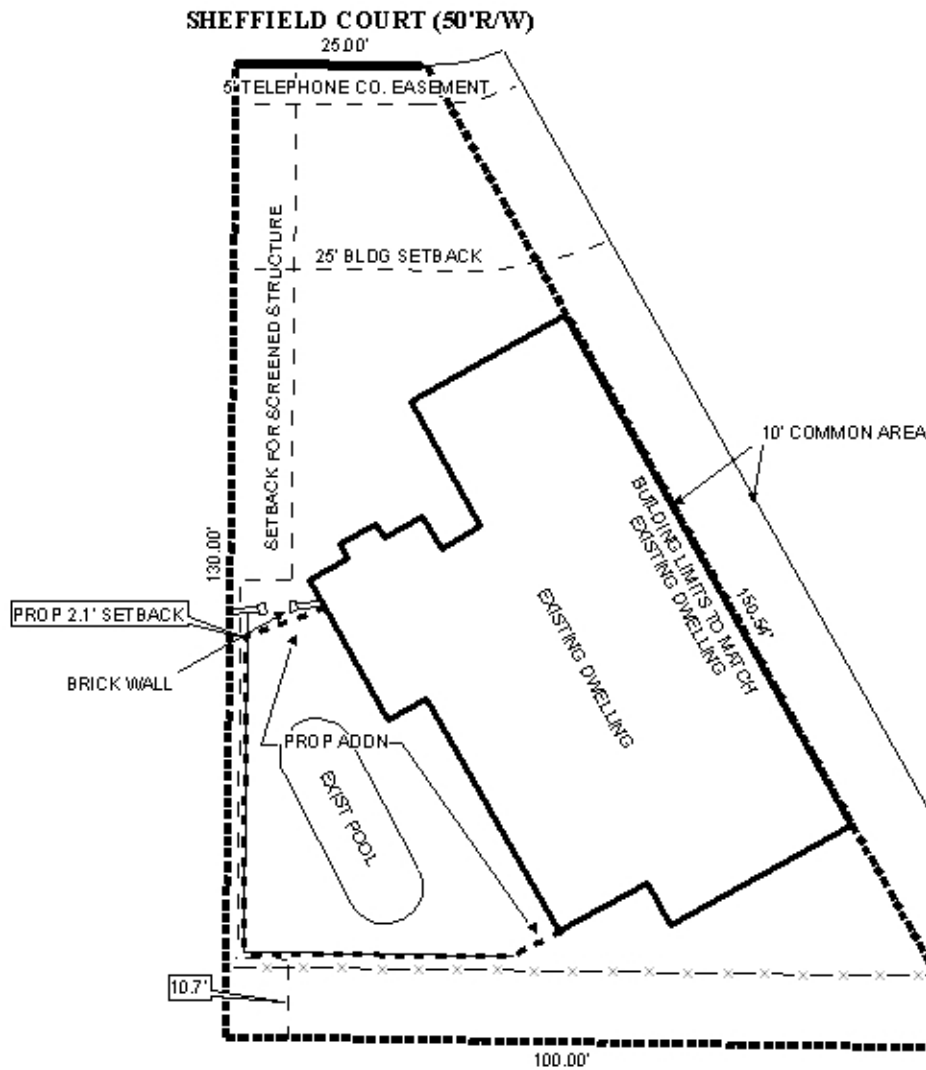 SHEFFIELD COURT (50'R/W)
25.00'
5' TELEPHONE CO. EASEMENT
SETBACK FOR SCREENED STRUCTURE
25' BLDG SETBACK
10' COMMON AREA
BUILDING LIMITS TO MATCH
EXISTING DWELLING
150.54'
130.00'
EXISTING DWELLING
PROP 2.1' SETBACK
BRICK WALL
PROP ADDN
EXIST POOL
10.7'
100.00'